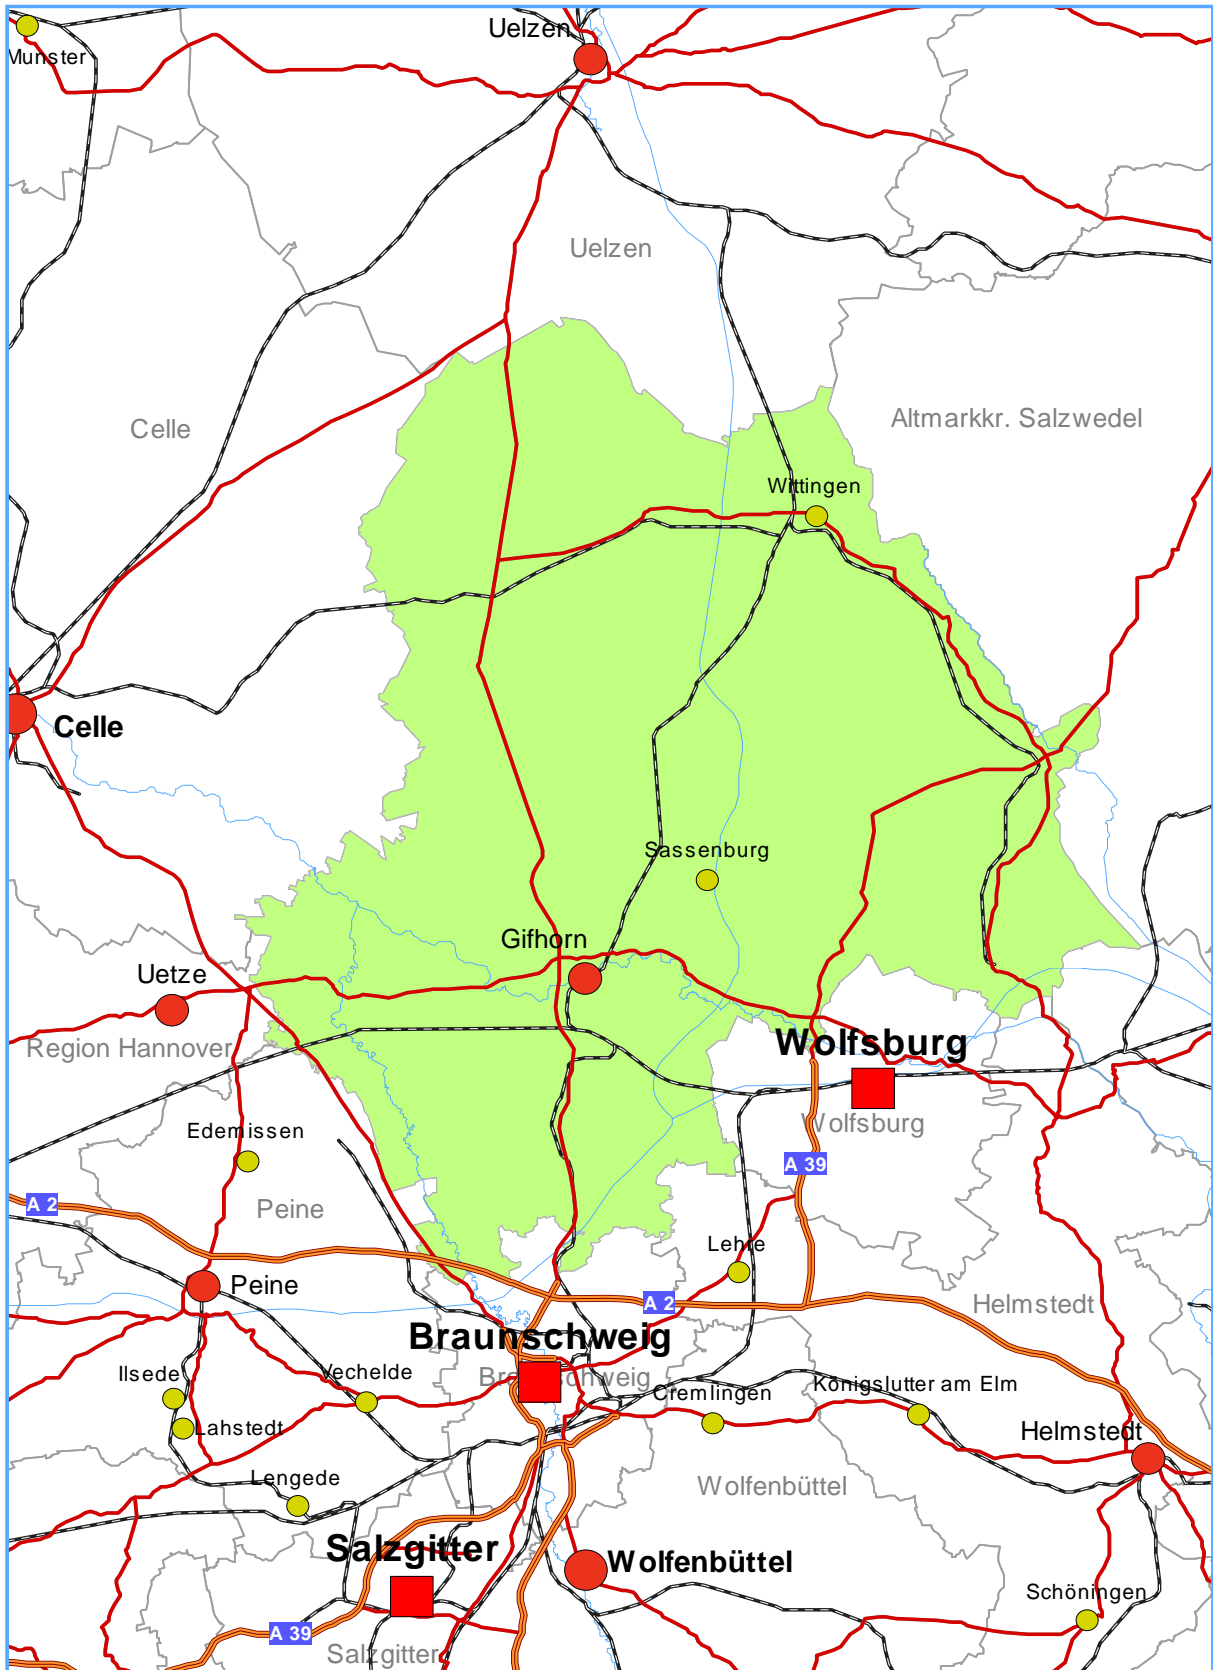 Uelzen
Munster
Uelzen
Celle
Altmarkkr. Salzwedel
Wittingen
Celle
Sassenburg
Gifhorn
Uetze
Region Hannover
Wolfsburg
Wolfsburg
Edemissen
A 39
A 2
Peine
Lehre
Peine
A 2
Helmstedt
Braunschweig
Ilsede
Vechelde
Braunschweig
Cremlingen
Königslutter am Elm
Lahstedt
Helmstedt
Lengede
Wolfenbüttel
Salzgitter
Wolfenbüttel
Schöningen
A 39
Salzgitter